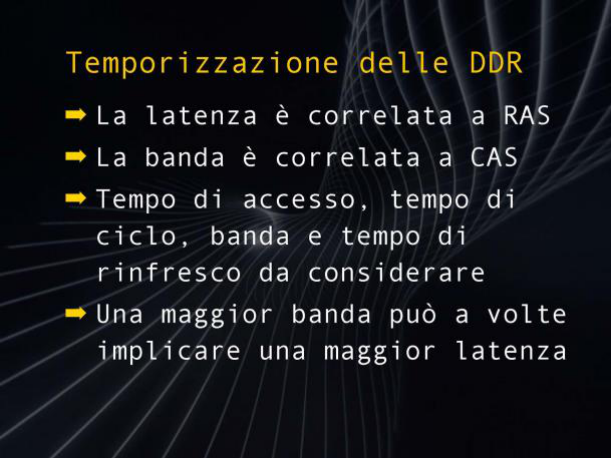 Temporizzazione delle DDR
➡ La latenza è correlata a RAS
➡ La banda è correlata a CAS
➡ Tempo di accesso, tempo di
ciclo, banda e tempo di
rinfresco da considerare
➡ Una maggior banda può a volte
implicare una maggior latenza